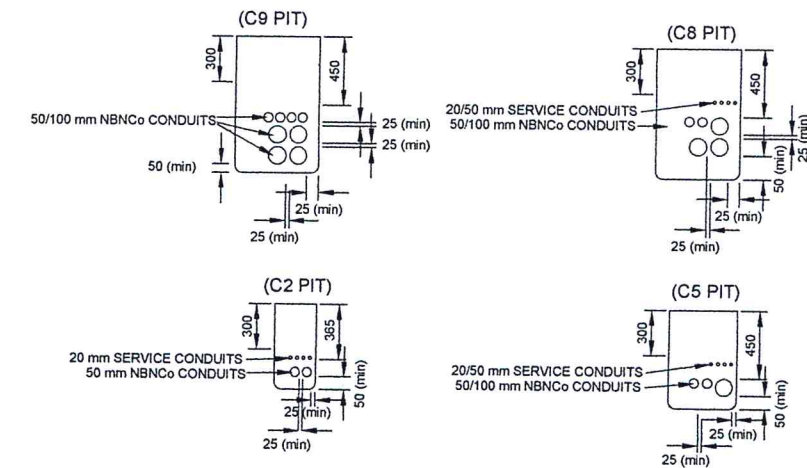 (C9 PIT)
300
450
50/100 mm NBNCo CONDUITS
25 (min)
25 (min)
50 (min)
25 (min)
25 (min)
(C8 PIT)
300
450
20/50 mm SERVICE CONDUITS
50/100 mm NBNCo CONDUITS
25 (min)
50 (min)
25 (min)
25 (min)
(C2 PIT)
300
365
20 mm SERVICE CONDUITS
50 mm NBNCo CONDUITS
50 (min)
25 (min)
25 (min)
(C5 PIT)
300
450
20/50 mm SERVICE CONDUITS
50/100 mm NBNCo CONDUITS
50 (min)
25 (min)
25 (min)